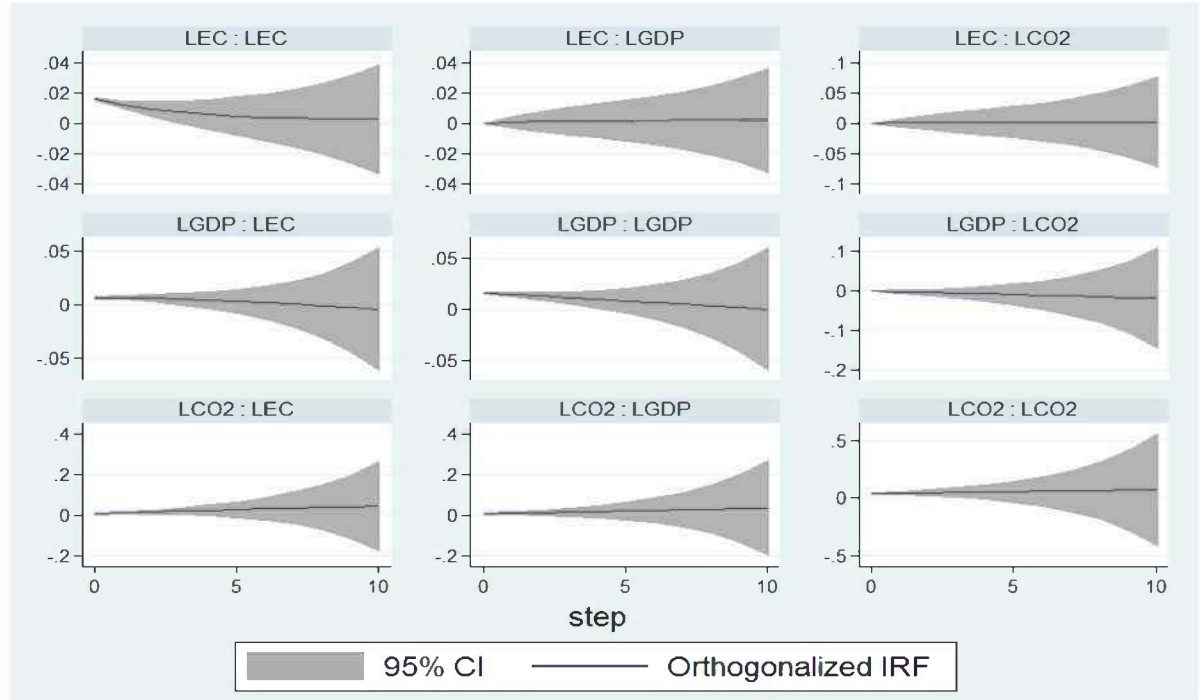 LEC : LEC
LEC : LGDP
LEC : LCO2
.04
.02
0
-.02
-.04
.04
.02
0
-.02
-.04
.1
.05
0
-.05
-.1
LGDP : LEC
LGDP : LGDP
LGDP : LCO2
.05
0
-.05
.05
0
-.05
.1
0
-.1
-.2
LCO2 : LEC
LCO2 : LGDP
LCO2 : LCO2
.4
.2
0
-.2
.4
.2
0
-.2
.5
0
-.5
0 5 10
0 5 10
0 5 10
step
95% CI Orthogonalized IRF